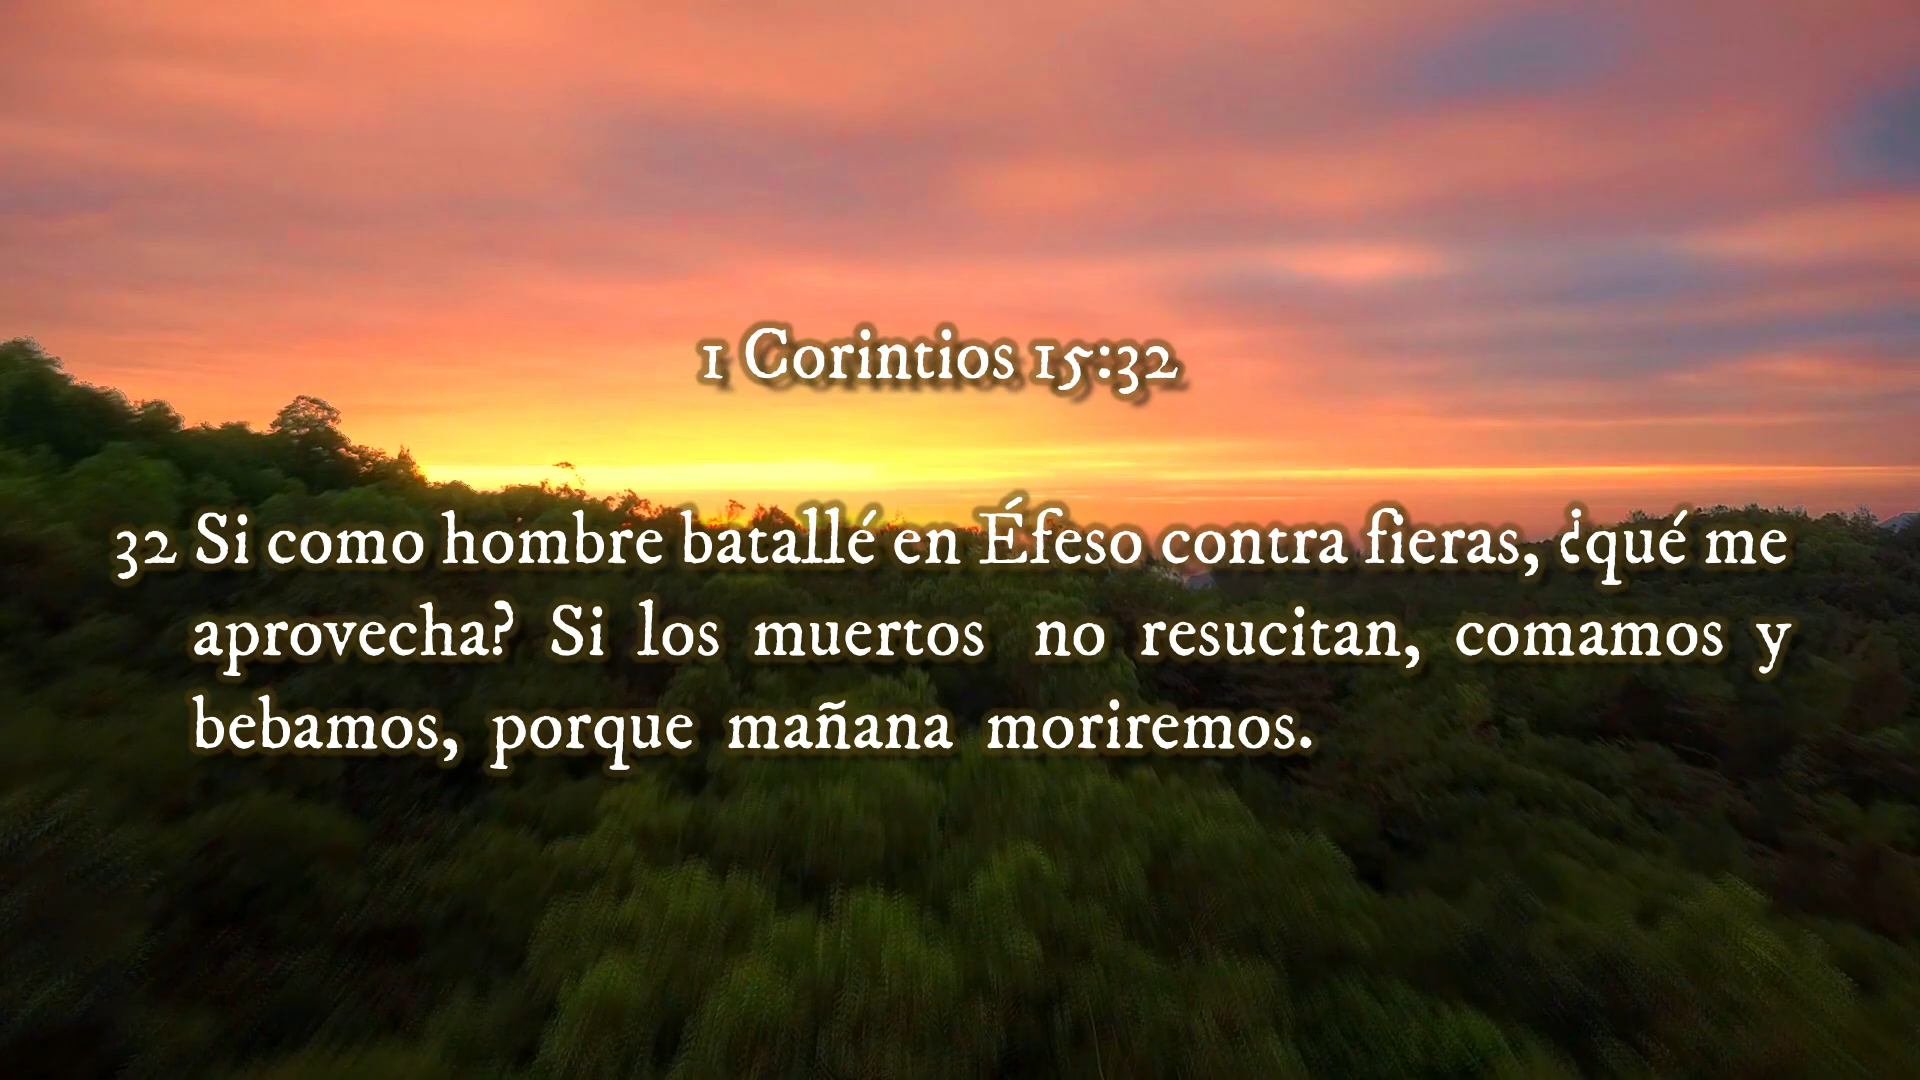 1 Corintios 15:32
32 Si como hombre batallé en Éfeso contra fieras, ¿qué me
aprovecha? Si los muertos no resucitan, comamos y
bebamos, porque mañana moriremos.